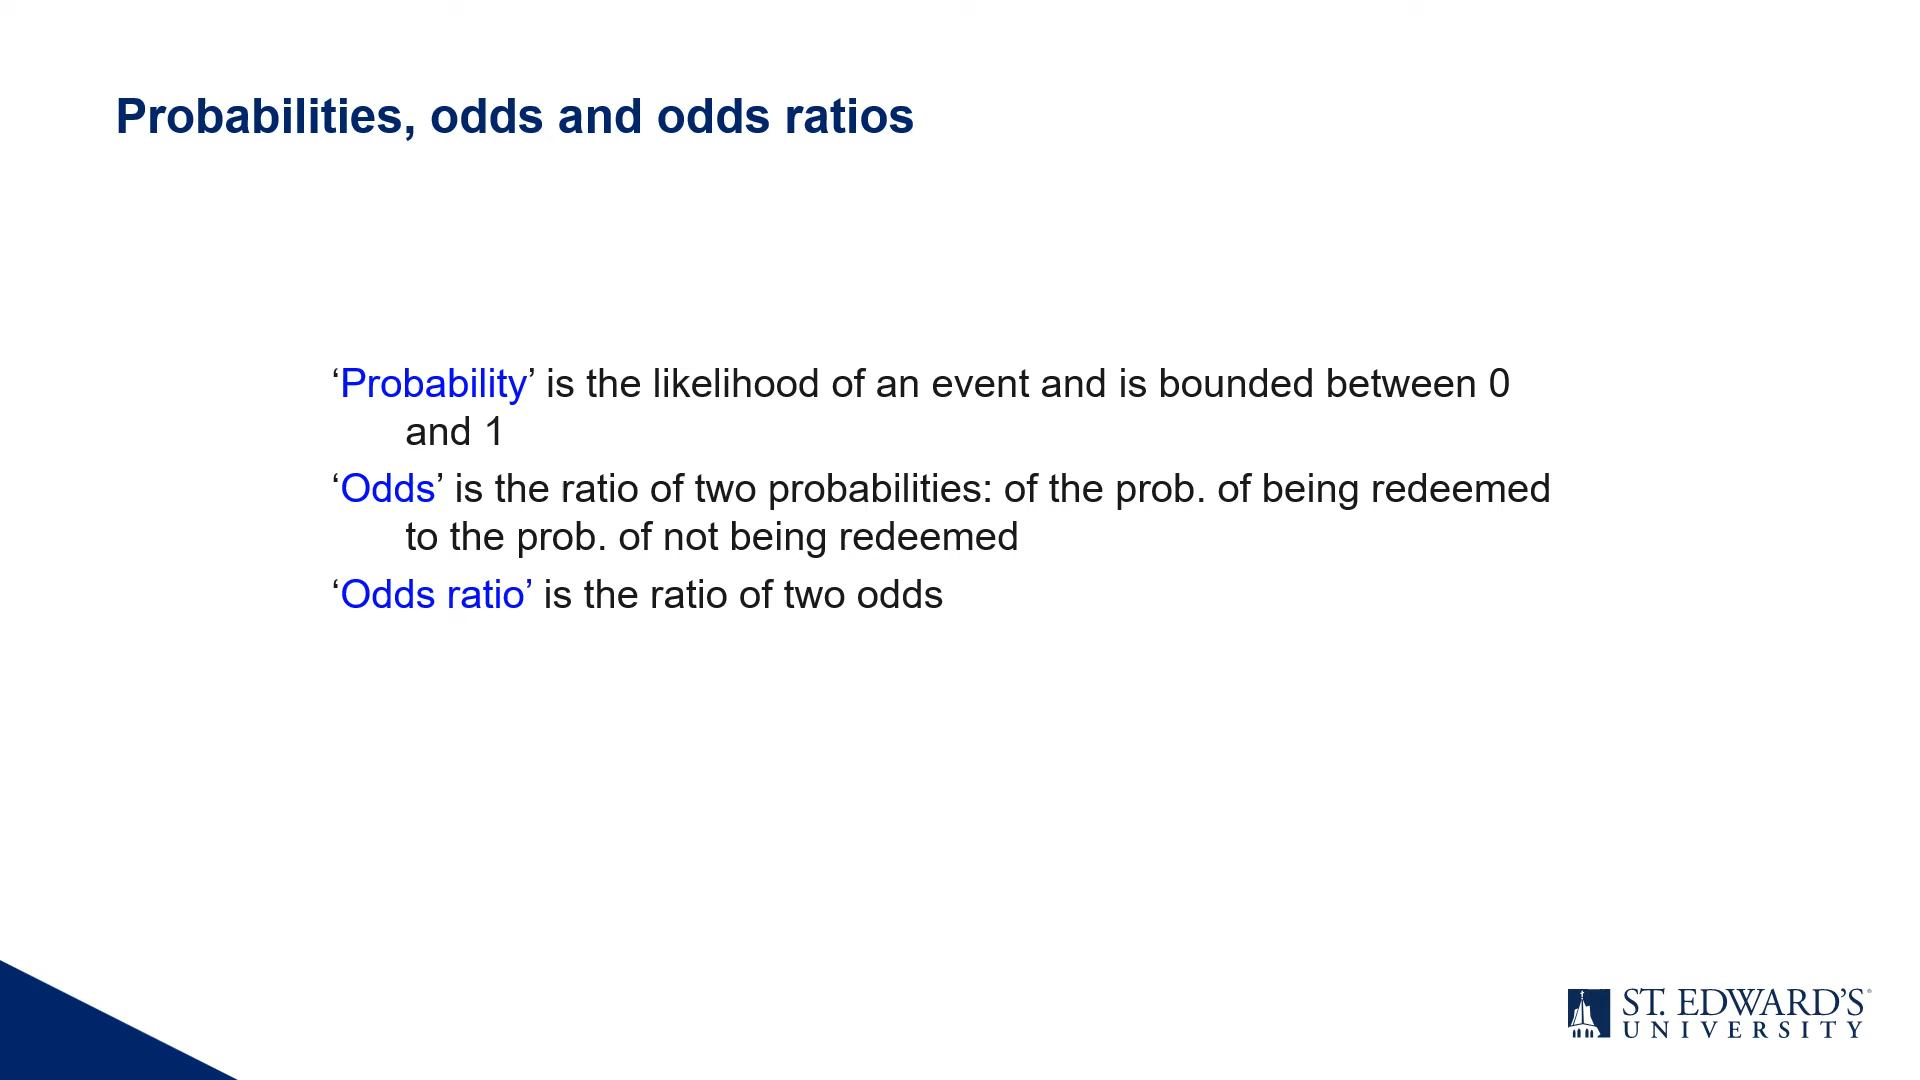 Probabilities, odds and odds ratios
‘Probability’ is the likelihood of an event and is bounded between 0
and 1
‘Odds’ is the ratio of two probabilities: of the prob. of being redeemed
to the prob. of not being redeemed
‘Odds ratio’ is the ratio of two odds
ST. EDWARD’S®
UNIVERSITY